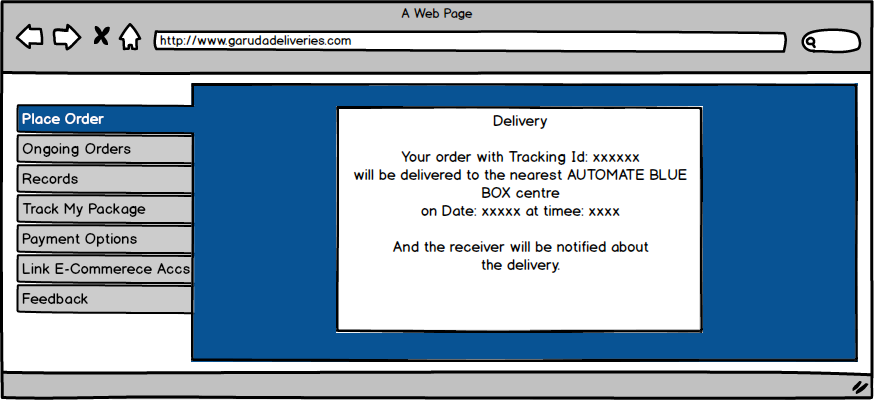 A Web Page
http://www.garudadeliveries.com
Place Order
Ongoing Orders
Records
Track My Package
Payment Options
Link E-Commerece Accs
Feedback
Delivery
Your order with Tracking Id: xxxxxx
will be delivered to the nearest AUTOMATE BLUE
BOX centre
on Date: xxxxx at timee: xxxx
And the receiver will be notified about
the delivery.